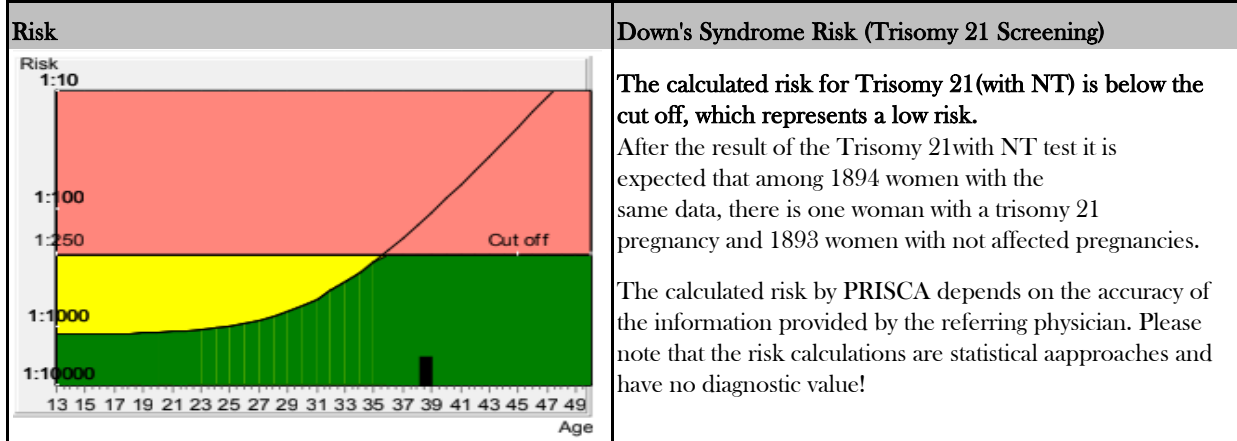 Risk
Down's Syndrome Risk (Trisomy 21 Screening)
Risk
1:10
1:100
1:250
Cut off
1:1000
1:10000
13 15 17 19 21 23 25 27 29 31 33 35 37 39 41 43 45 47 49
Age
The calculated risk for Trisomy 21(with NT) is below the
cut off, which represents a low risk.
After the result of the Trisomy 21with NT test it is
expected that among 1894 women with the
same data, there is one woman with a trisomy 21
pregnancy and 1893 women with not affected pregnancies.
The calculated risk by PRISCA depends on the accuracy of
the information provided by the referring physician. Please
note that the risk calculations are statistical aapproaches and
have no diagnostic value!